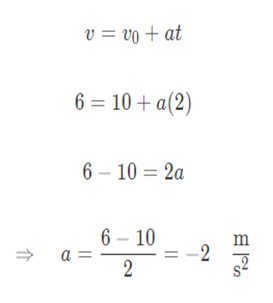 v = v₀ + at
6 = 10 + a(2)
6 – 10 = 2a
⇒ a = (6 – 10)/2 = –2 m/s²